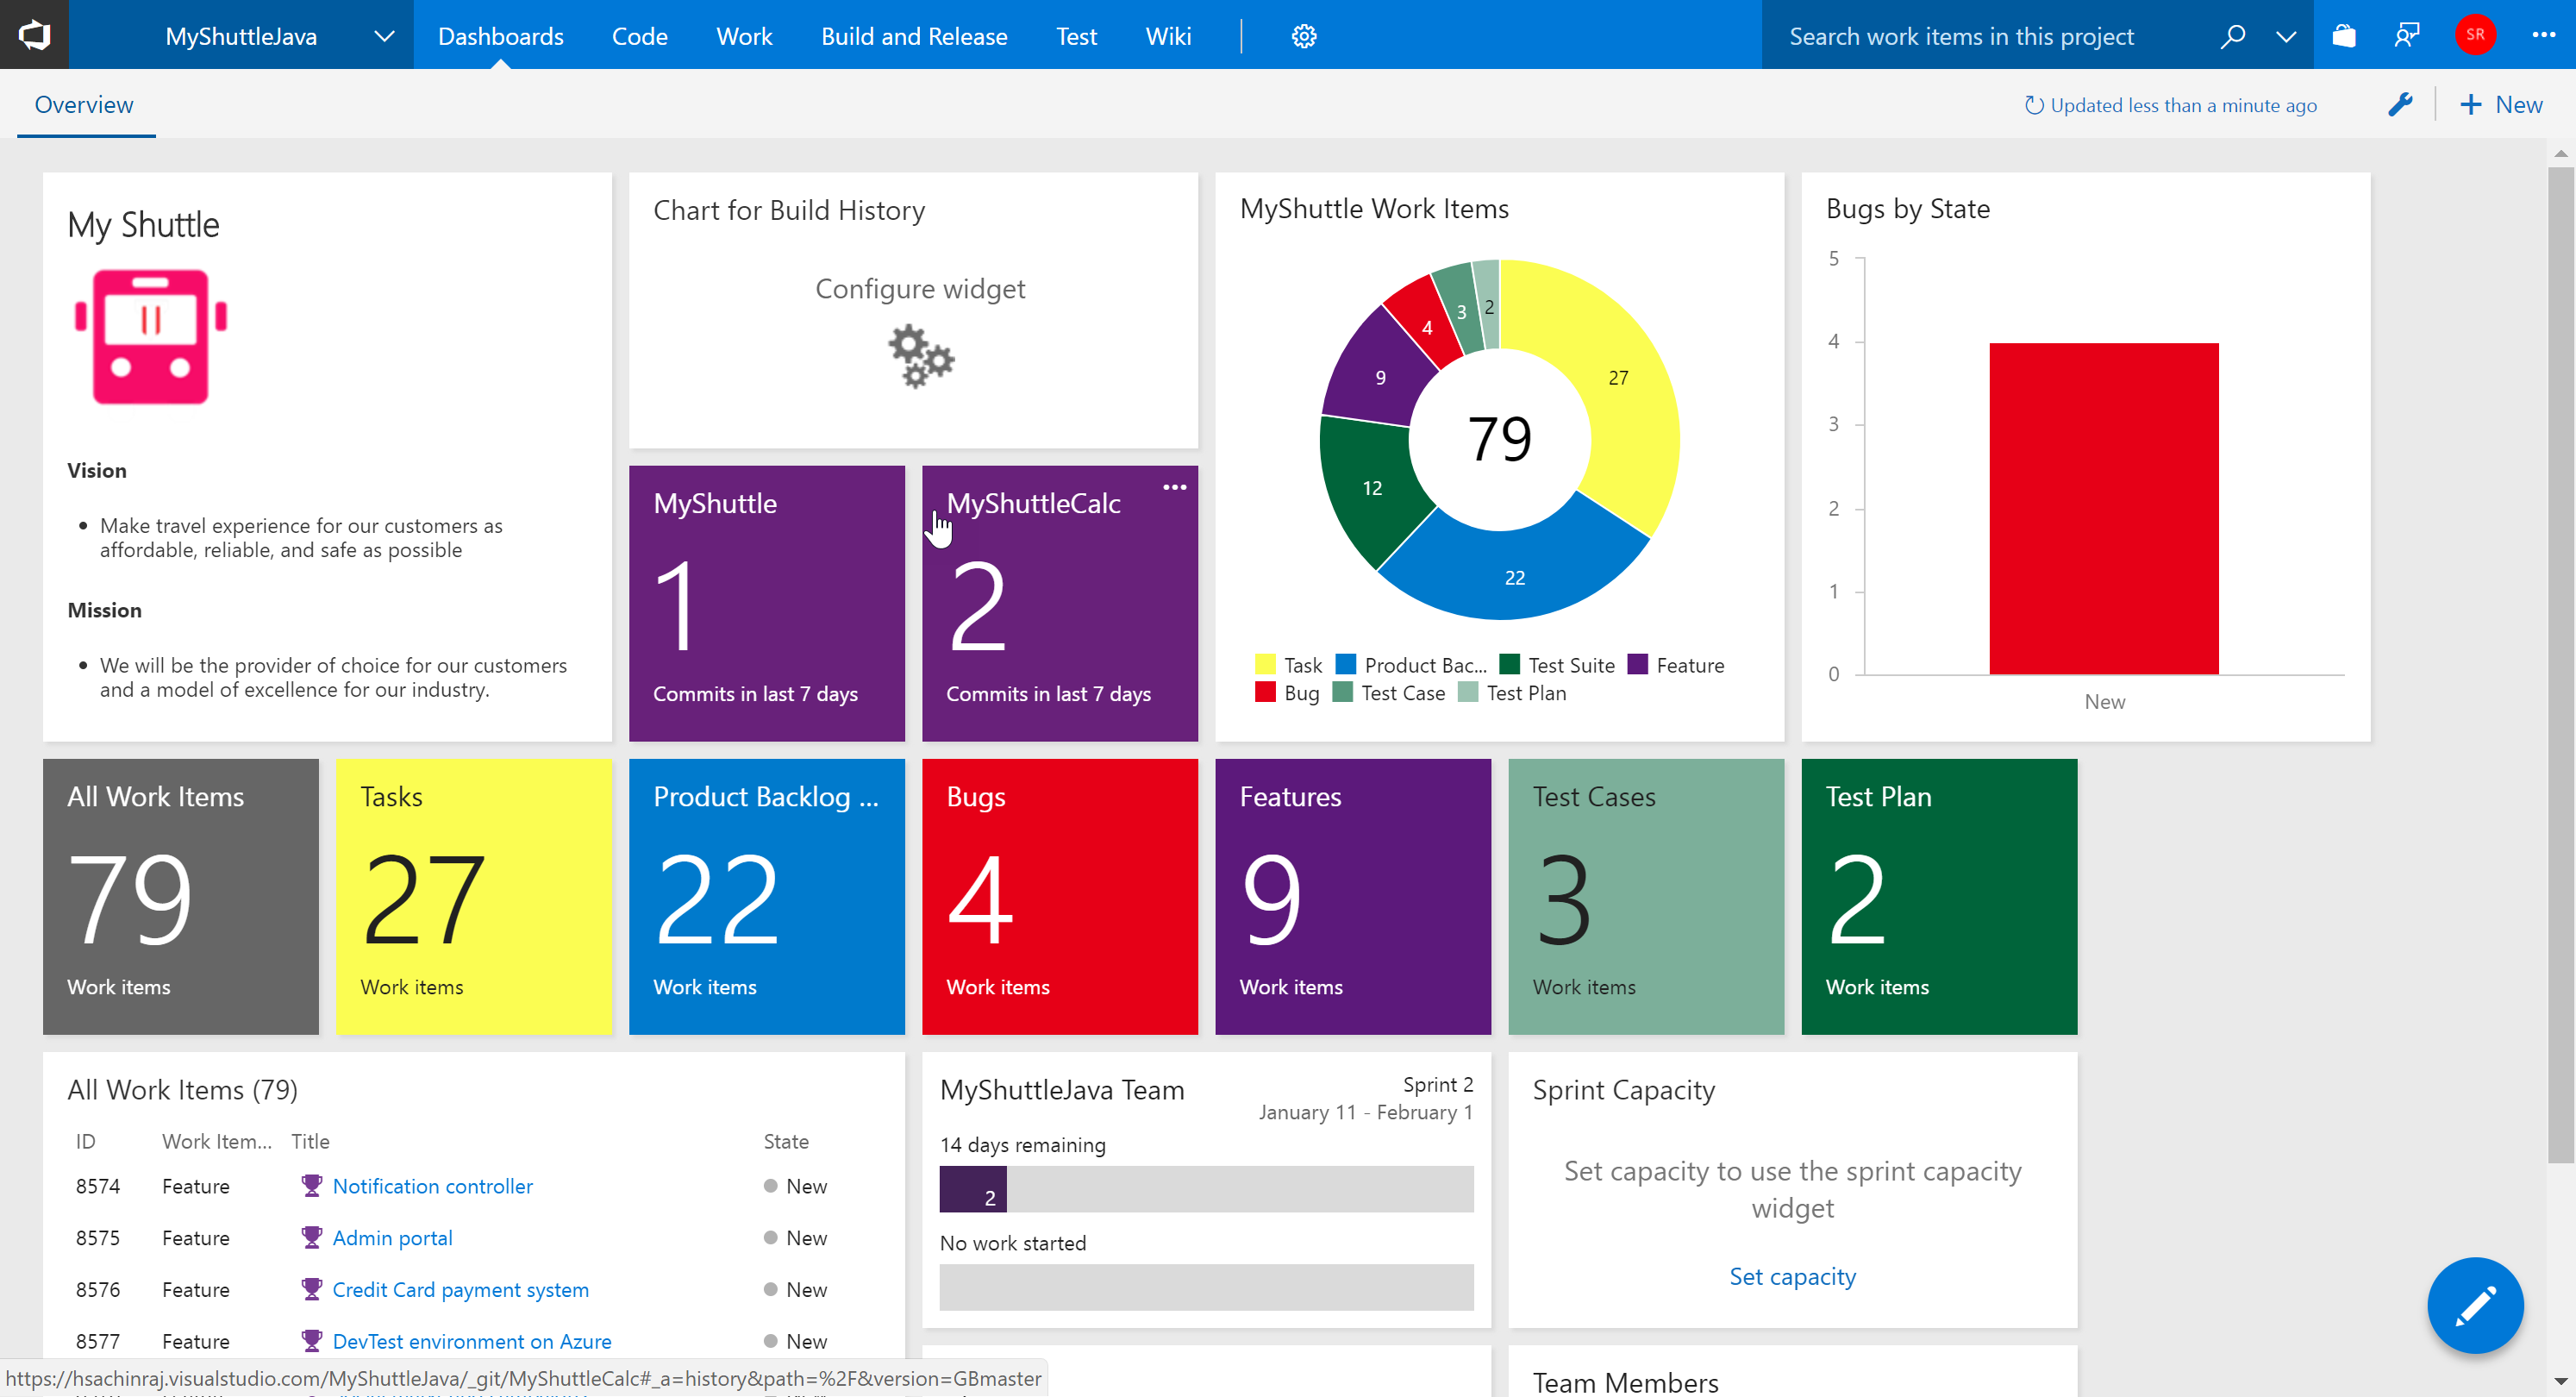 MyShuttleJava
Dashboards
Code
Work
Build and Release
Test
Wiki
Search work items in this project
SR
Overview
Updated less than a minute ago
New
My Shuttle
Vision
Make travel experience for our customers as
affordable, reliable, and safe as possible
Mission
We will be the provider of choice for our customers
and a model of excellence for our industry.
Chart for Build History
Configure widget
MyShuttle
1
Commits in last 7 days
MyShuttleCalc
2
Commits in last 7 days
MyShuttle Work Items
27
22
12
9
4
3
2
79
Task
Product Bac...
Test Suite
Feature
Bug
Test Case
Test Plan
Bugs by State
5
4
3
2
1
0
New
All Work Items
79
Work items
Tasks
27
Work items
Product Backlog ...
22
Work items
Bugs
4
Work items
Features
9
Work items
Test Cases
3
Work items
Test Plan
2
Work items
All Work Items (79)
ID Work Item... Title State
8574 Feature Notification controller New
8575 Feature Admin portal New
8576 Feature Credit Card payment system New
8577 Feature DevTest environment on Azure New
MyShuttleJava Team
Sprint 2
January 11 - February 1
14 days remaining
2
No work started
Sprint Capacity
Set capacity to use the sprint capacity
widget
Set capacity
Team Members
https://hsachinraj.visualstudio.com/MyShuttleJava/_git/MyShuttleCalc#_a=history&path=%2F&version=GBmaster